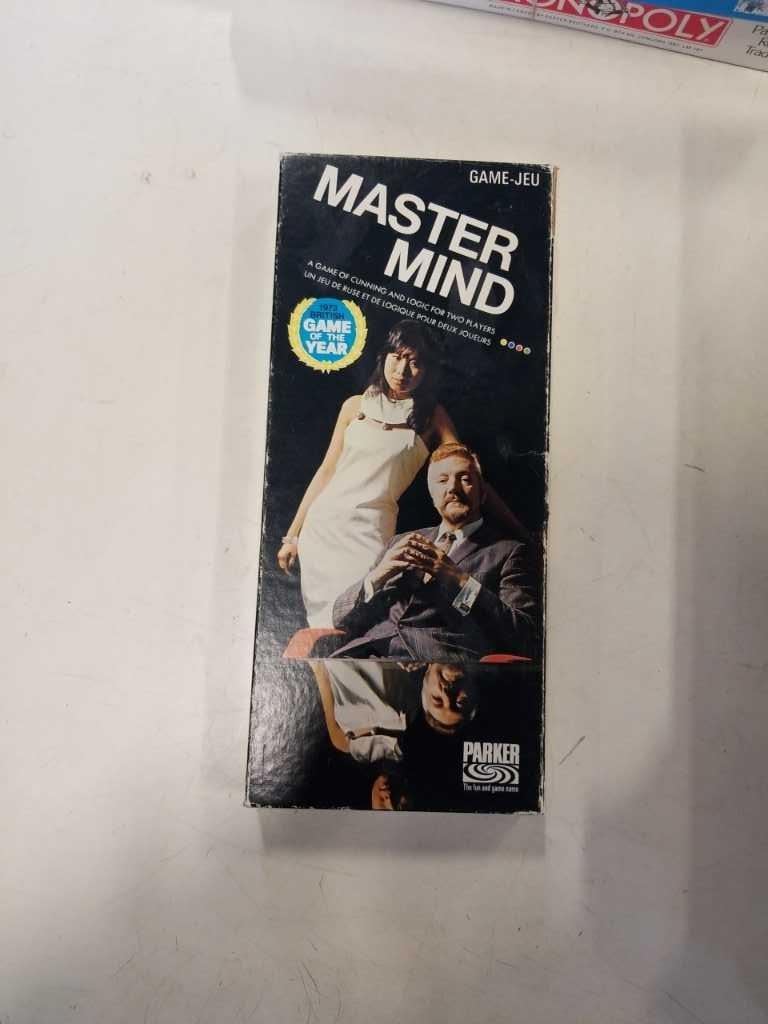 NOPOLY
GAME-JEU
MASTER
MIND
A GAME OF CUNNING AND LOGIC FOR TWO PLAYERS
UN JEU DE RUSE ET DE LOGIQUE POUR DEUX JOUEURS
1973
BRITISH
GAME
OF THE
YEAR
PARKER
The fun and game name